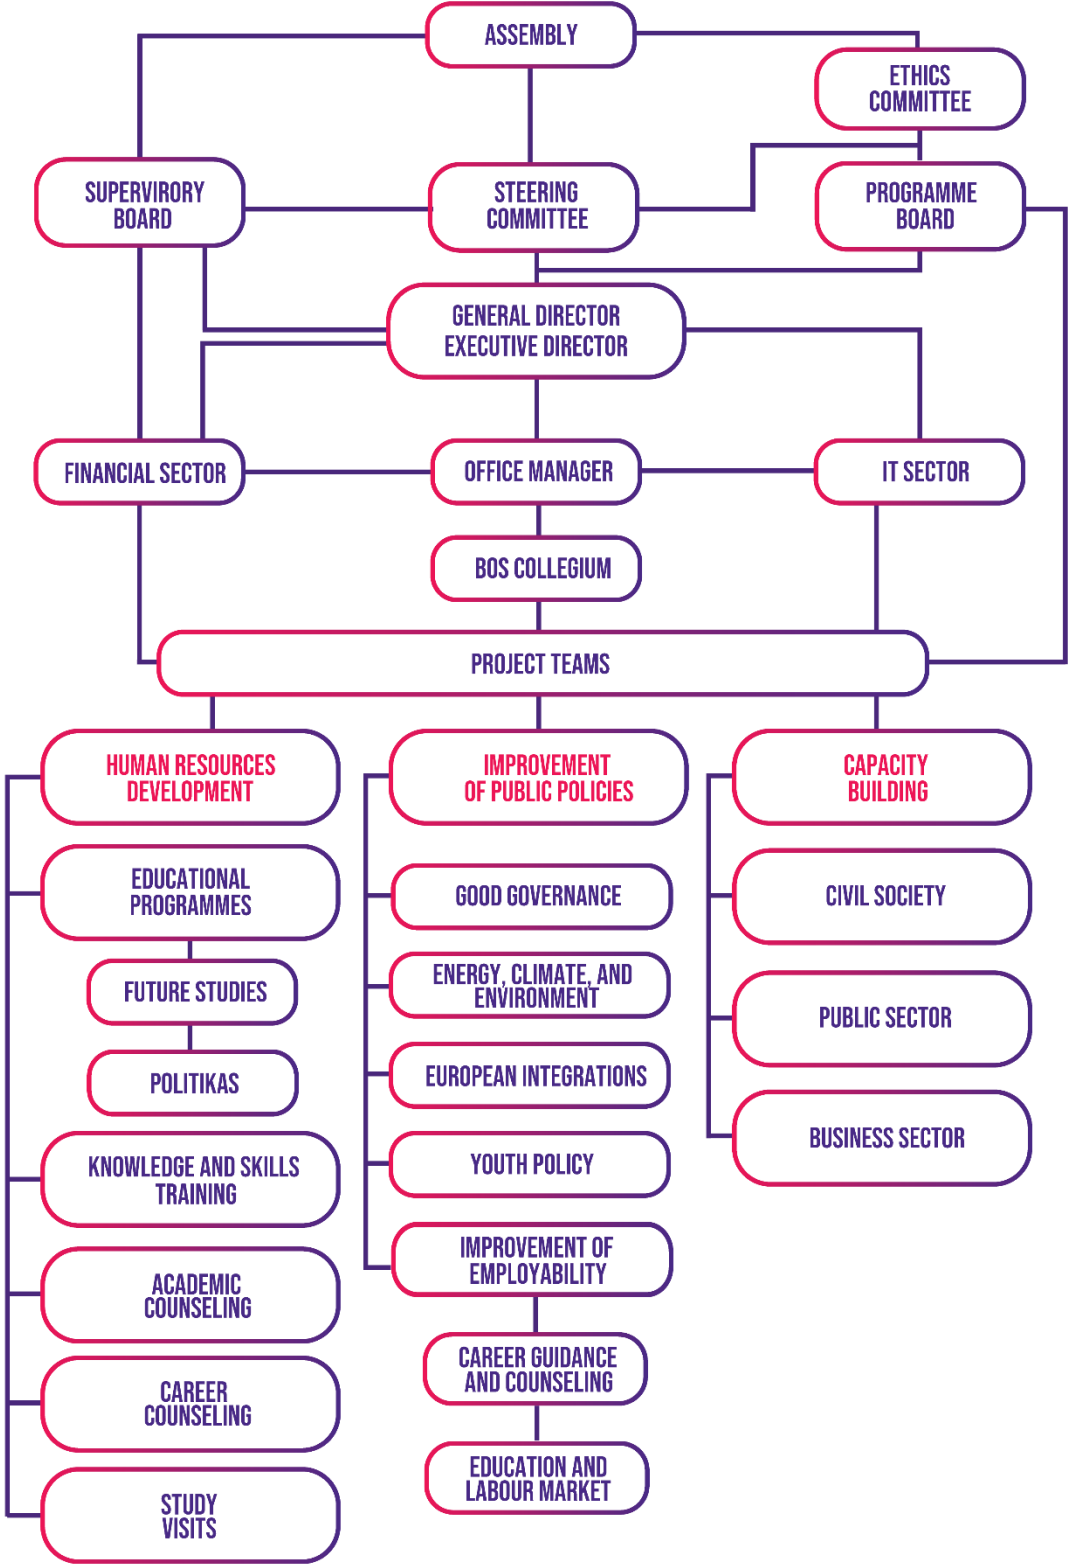 ASSEMBLY
ETHICS
COMMITTEE
SUPERVIRORY
BOARD
STEERING
COMMITTEE
PROGRAMME
BOARD
GENERAL DIRECTOR
EXECUTIVE DIRECTOR
FINANCIAL SECTOR
OFFICE MANAGER
IT SECTOR
BOS COLLEGIUM
PROJECT TEAMS
HUMAN RESOURCES
DEVELOPMENT
EDUCATIONAL
PROGRAMMES
FUTURE STUDIES
POLITIKAS
KNOWLEDGE AND SKILLS
TRAINING
ACADEMIC
COUNSELING
CAREER
COUNSELING
STUDY
VISITS
IMPROVEMENT
OF PUBLIC POLICIES
GOOD GOVERNANCE
ENERGY, CLIMATE, AND
ENVIRONMENT
EUROPEAN INTEGRATIONS
YOUTH POLICY
IMPROVEMENT OF
EMPLOYABILITY
CAREER GUIDANCE
AND COUNSELING
EDUCATION AND
LABOUR MARKET
CAPACITY
BUILDING
CIVIL SOCIETY
PUBLIC SECTOR
BUSINESS SECTOR